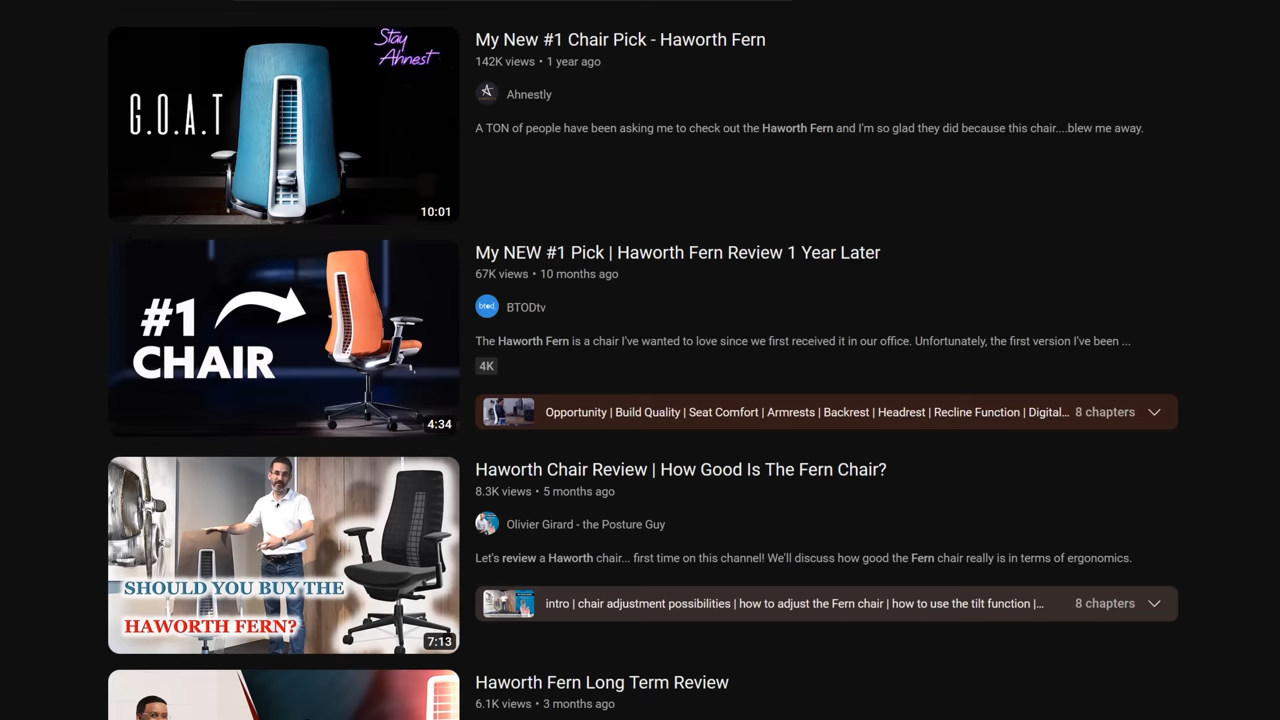 Stay
Ahnest
G.O.A.T
10:01
My New #1 Chair Pick - Haworth Fern
142K views • 1 year ago
Ahnestly
A TON of people have been asking me to check out the Haworth Fern and I'm so glad they did because this chair....blew me away.
#1
CHAIR
4:34
My NEW #1 Pick | Haworth Fern Review 1 Year Later
67K views • 10 months ago
btod
BTODtv
The Haworth Fern is a chair I've wanted to love since we first received it in our office. Unfortunately, the first version I've been ...
4K
Opportunity | Build Quality | Seat Comfort | Armrests | Backrest | Headrest | Recline Function | Digital... 8 chapters
SHOULD YOU BUY THE
HAWORTH FERN?
7:13
Haworth Chair Review | How Good Is The Fern Chair?
8.3K views • 5 months ago
Olivier Girard - the Posture Guy
Let's review a Haworth chair... first time on this channel! We'll discuss how good the Fern chair really is in terms of ergonomics.
intro | chair adjustment possibilities | how to adjust the Fern chair | how to use the tilt function |... 8 chapters
Haworth Fern Long Term Review
6.1K views • 3 months ago